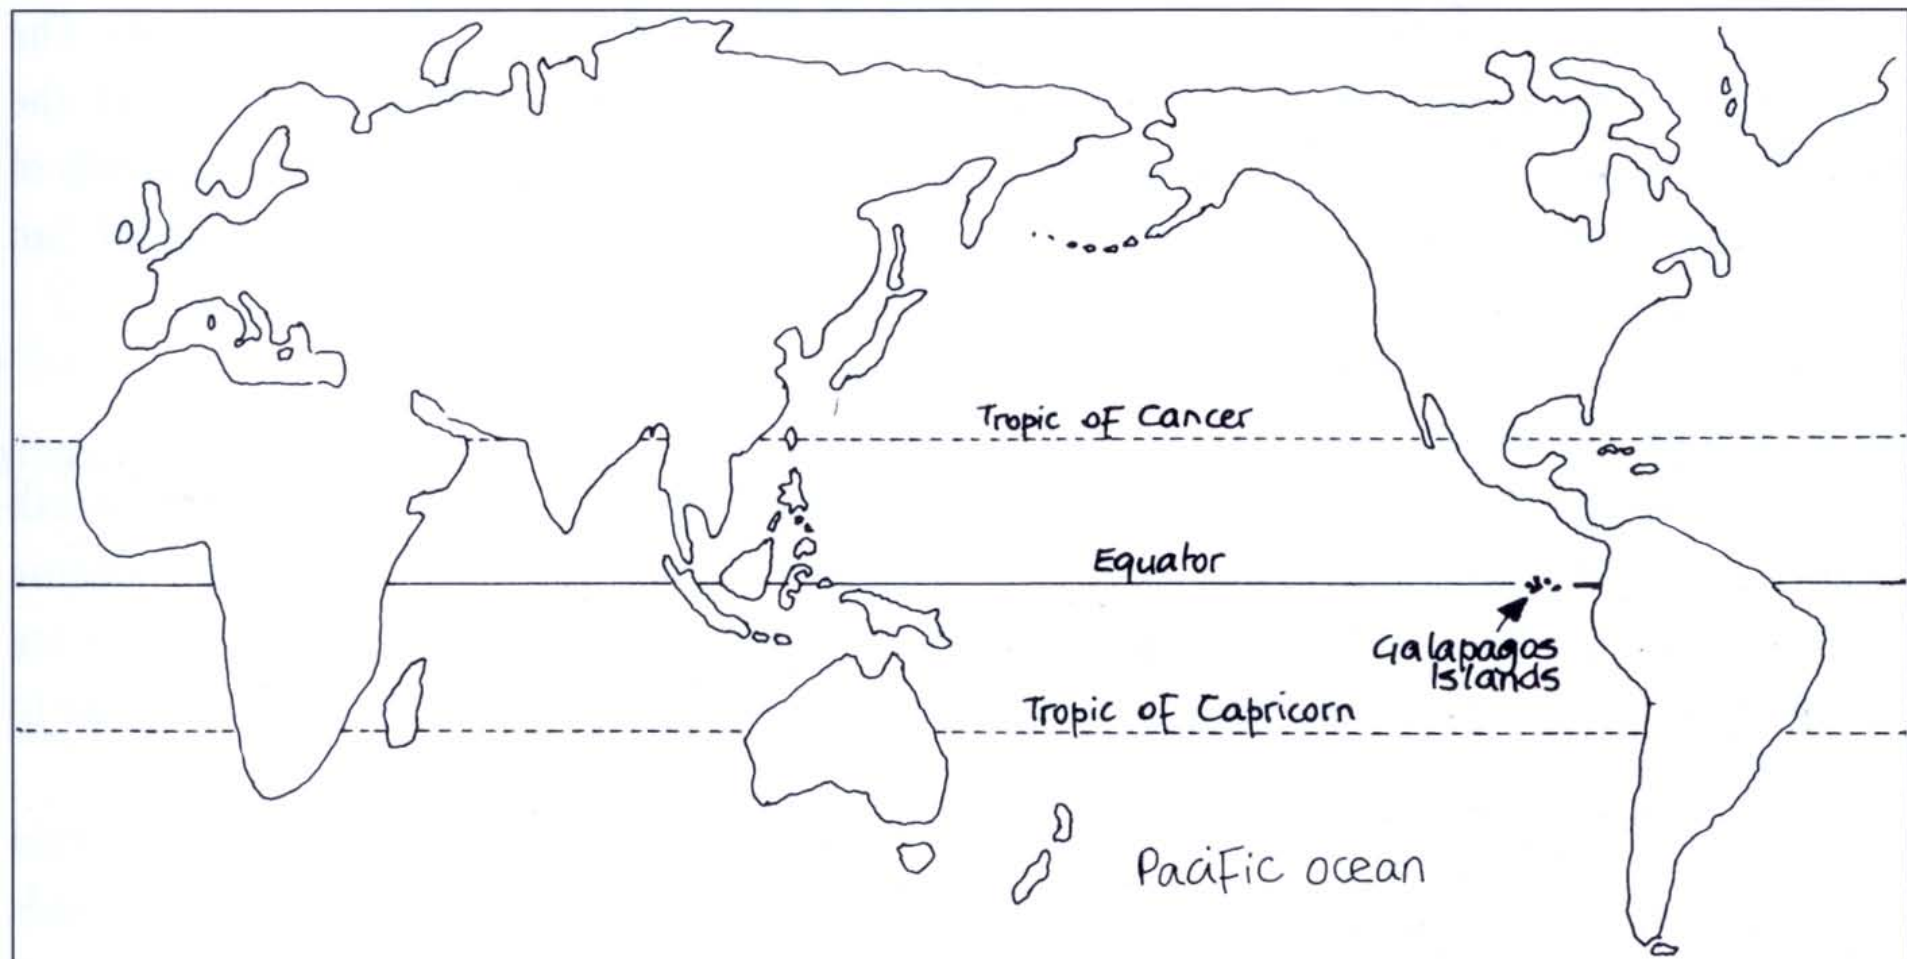 Tropic of Cancer
Equator
Galapagos
Islands
Tropic of Capricorn
Pacific ocean